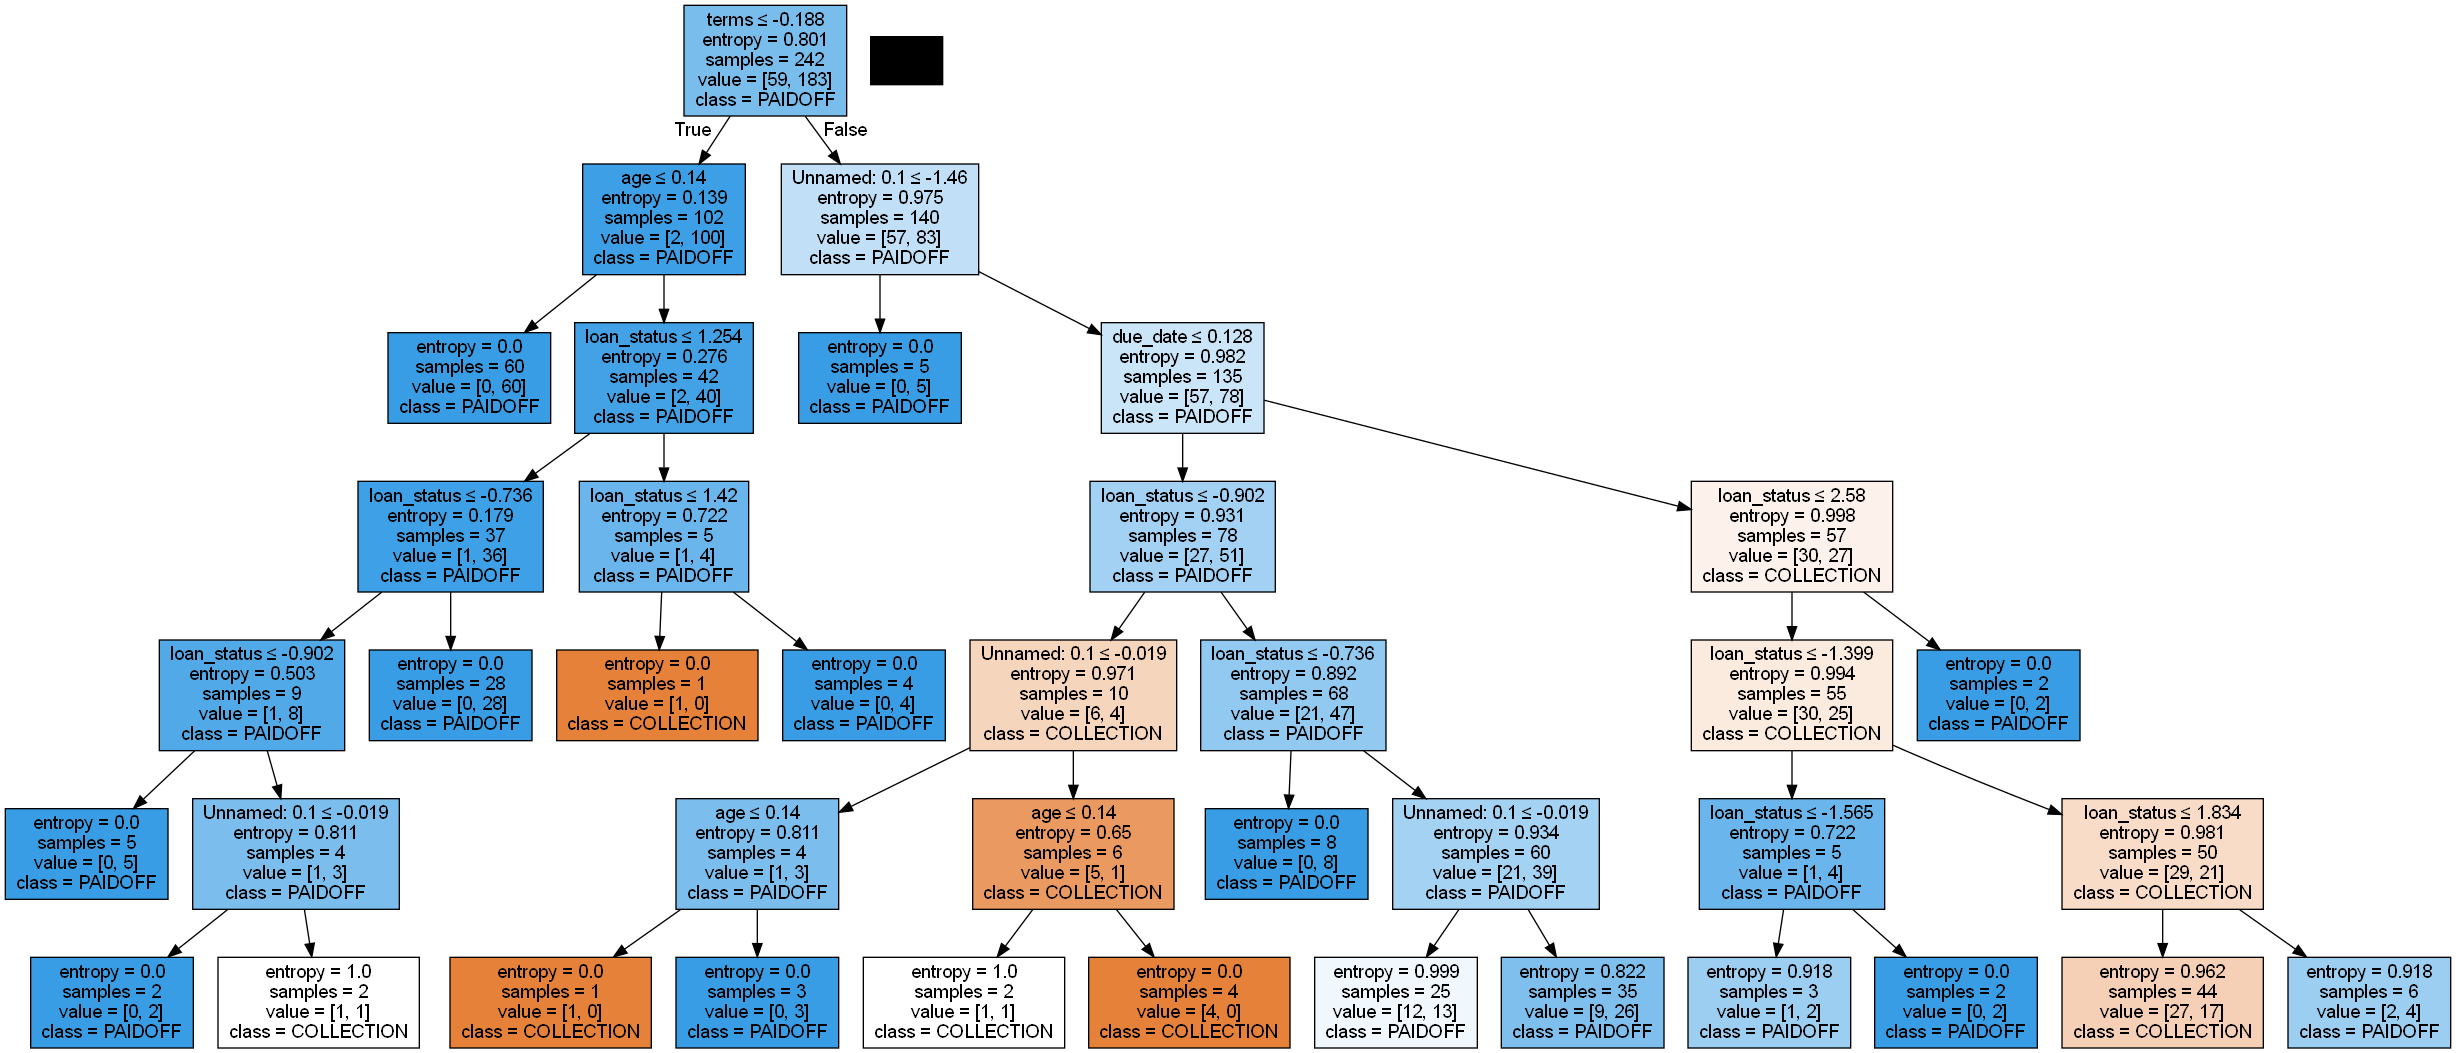 terms ≤ -0.188
entropy = 0.801
samples = 242
value = [59, 183]
class = PAIDOFF
True
False
age ≤ 0.14
entropy = 0.139
samples = 102
value = [2, 100]
class = PAIDOFF
Unnamed: 0.1 ≤ -1.46
entropy = 0.975
samples = 140
value = [57, 83]
class = PAIDOFF
entropy = 0.0
samples = 60
value = [0, 60]
class = PAIDOFF
loan_status ≤ 1.254
entropy = 0.276
samples = 42
value = [2, 40]
class = PAIDOFF
entropy = 0.0
samples = 5
value = [0, 5]
class = PAIDOFF
due_date ≤ 0.128
entropy = 0.982
samples = 135
value = [57, 78]
class = PAIDOFF
loan_status ≤ -0.736
entropy = 0.179
samples = 37
value = [1, 36]
class = PAIDOFF
loan_status ≤ 1.42
entropy = 0.722
samples = 5
value = [1, 4]
class = PAIDOFF
loan_status ≤ -0.902
entropy = 0.931
samples = 78
value = [27, 51]
class = PAIDOFF
loan_status ≤ 2.58
entropy = 0.998
samples = 57
value = [30, 27]
class = COLLECTION
loan_status ≤ -0.902
entropy = 0.503
samples = 9
value = [1, 8]
class = PAIDOFF
entropy = 0.0
samples = 28
value = [0, 28]
class = PAIDOFF
entropy = 0.0
samples = 1
value = [1, 0]
class = COLLECTION
entropy = 0.0
samples = 4
value = [0, 4]
class = PAIDOFF
Unnamed: 0.1 ≤ -0.019
entropy = 0.971
samples = 10
value = [6, 4]
class = COLLECTION
loan_status ≤ -0.736
entropy = 0.892
samples = 68
value = [21, 47]
class = PAIDOFF
loan_status ≤ -1.399
entropy = 0.994
samples = 55
value = [30, 25]
class = COLLECTION
entropy = 0.0
samples = 2
value = [0, 2]
class = PAIDOFF
entropy = 0.0
samples = 5
value = [0, 5]
class = PAIDOFF
Unnamed: 0.1 ≤ -0.019
entropy = 0.811
samples = 4
value = [1, 3]
class = PAIDOFF
age ≤ 0.14
entropy = 0.811
samples = 4
value = [1, 3]
class = PAIDOFF
age ≤ 0.14
entropy = 0.65
samples = 6
value = [5, 1]
class = COLLECTION
entropy = 0.0
samples = 8
value = [0, 8]
class = PAIDOFF
Unnamed: 0.1 ≤ -0.019
entropy = 0.934
samples = 60
value = [21, 39]
class = PAIDOFF
loan_status ≤ -1.565
entropy = 0.722
samples = 5
value = [1, 4]
class = PAIDOFF
loan_status ≤ 1.834
entropy = 0.981
samples = 50
value = [29, 21]
class = COLLECTION
entropy = 0.0
samples = 2
value = [0, 2]
class = PAIDOFF
entropy = 1.0
samples = 2
value = [1, 1]
class = COLLECTION
entropy = 0.0
samples = 1
value = [1, 0]
class = COLLECTION
entropy = 0.0
samples = 3
value = [0, 3]
class = PAIDOFF
entropy = 1.0
samples = 2
value = [1, 1]
class = COLLECTION
entropy = 0.0
samples = 4
value = [4, 0]
class = COLLECTION
entropy = 0.999
samples = 25
value = [12, 13]
class = PAIDOFF
entropy = 0.822
samples = 35
value = [9, 26]
class = PAIDOFF
entropy = 0.918
samples = 3
value = [1, 2]
class = PAIDOFF
entropy = 0.0
samples = 2
value = [0, 2]
class = PAIDOFF
entropy = 0.962
samples = 44
value = [27, 17]
class = COLLECTION
entropy = 0.918
samples = 6
value = [2, 4]
class = PAIDOFF